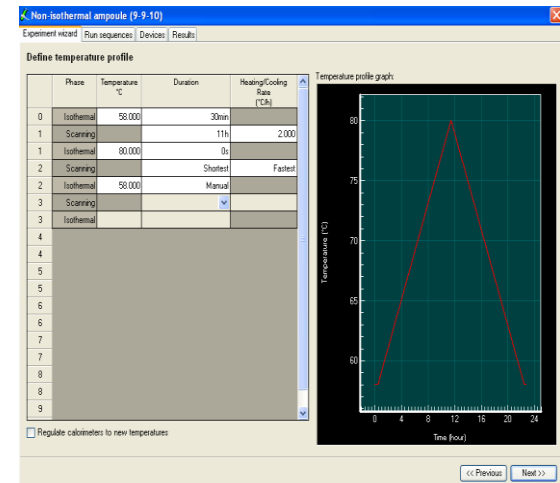 Non-isothermal ampoule (9-9-10)
Experiment wizard Run sequences Devices Results
Define temperature profile
Phase Temperature °C Duration Heating/Cooling Rate (°C/h)
0 Isothermal 58.000 30min
1 Scanning 11h 2.000
1 Isothermal 80.000 0s
2 Scanning Shortest Fastest
2 Isothermal 58.000 Manual
3 Scanning
3 Isothermal
4
4
5
5
6
6
7
7
8
8
9
Regulate calorimeters to new temperatures
Temperature profile graph:
Temperature (°C)
80
75
70
65
60
0 4 8 12 16 20 24
Time (hour)
<< Previous Next >>